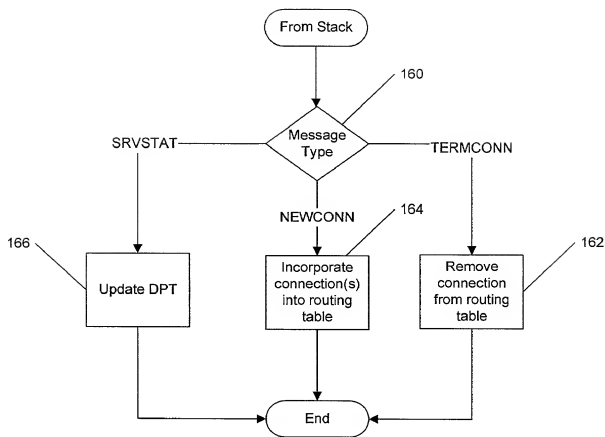 From Stack
160
Message
Type
SRVSTAT
TERMCONN
NEWCONN
164
166
162
Update DPT
Incorporate
connection(s)
into routing
table
Remove
connection
from routing
table
End